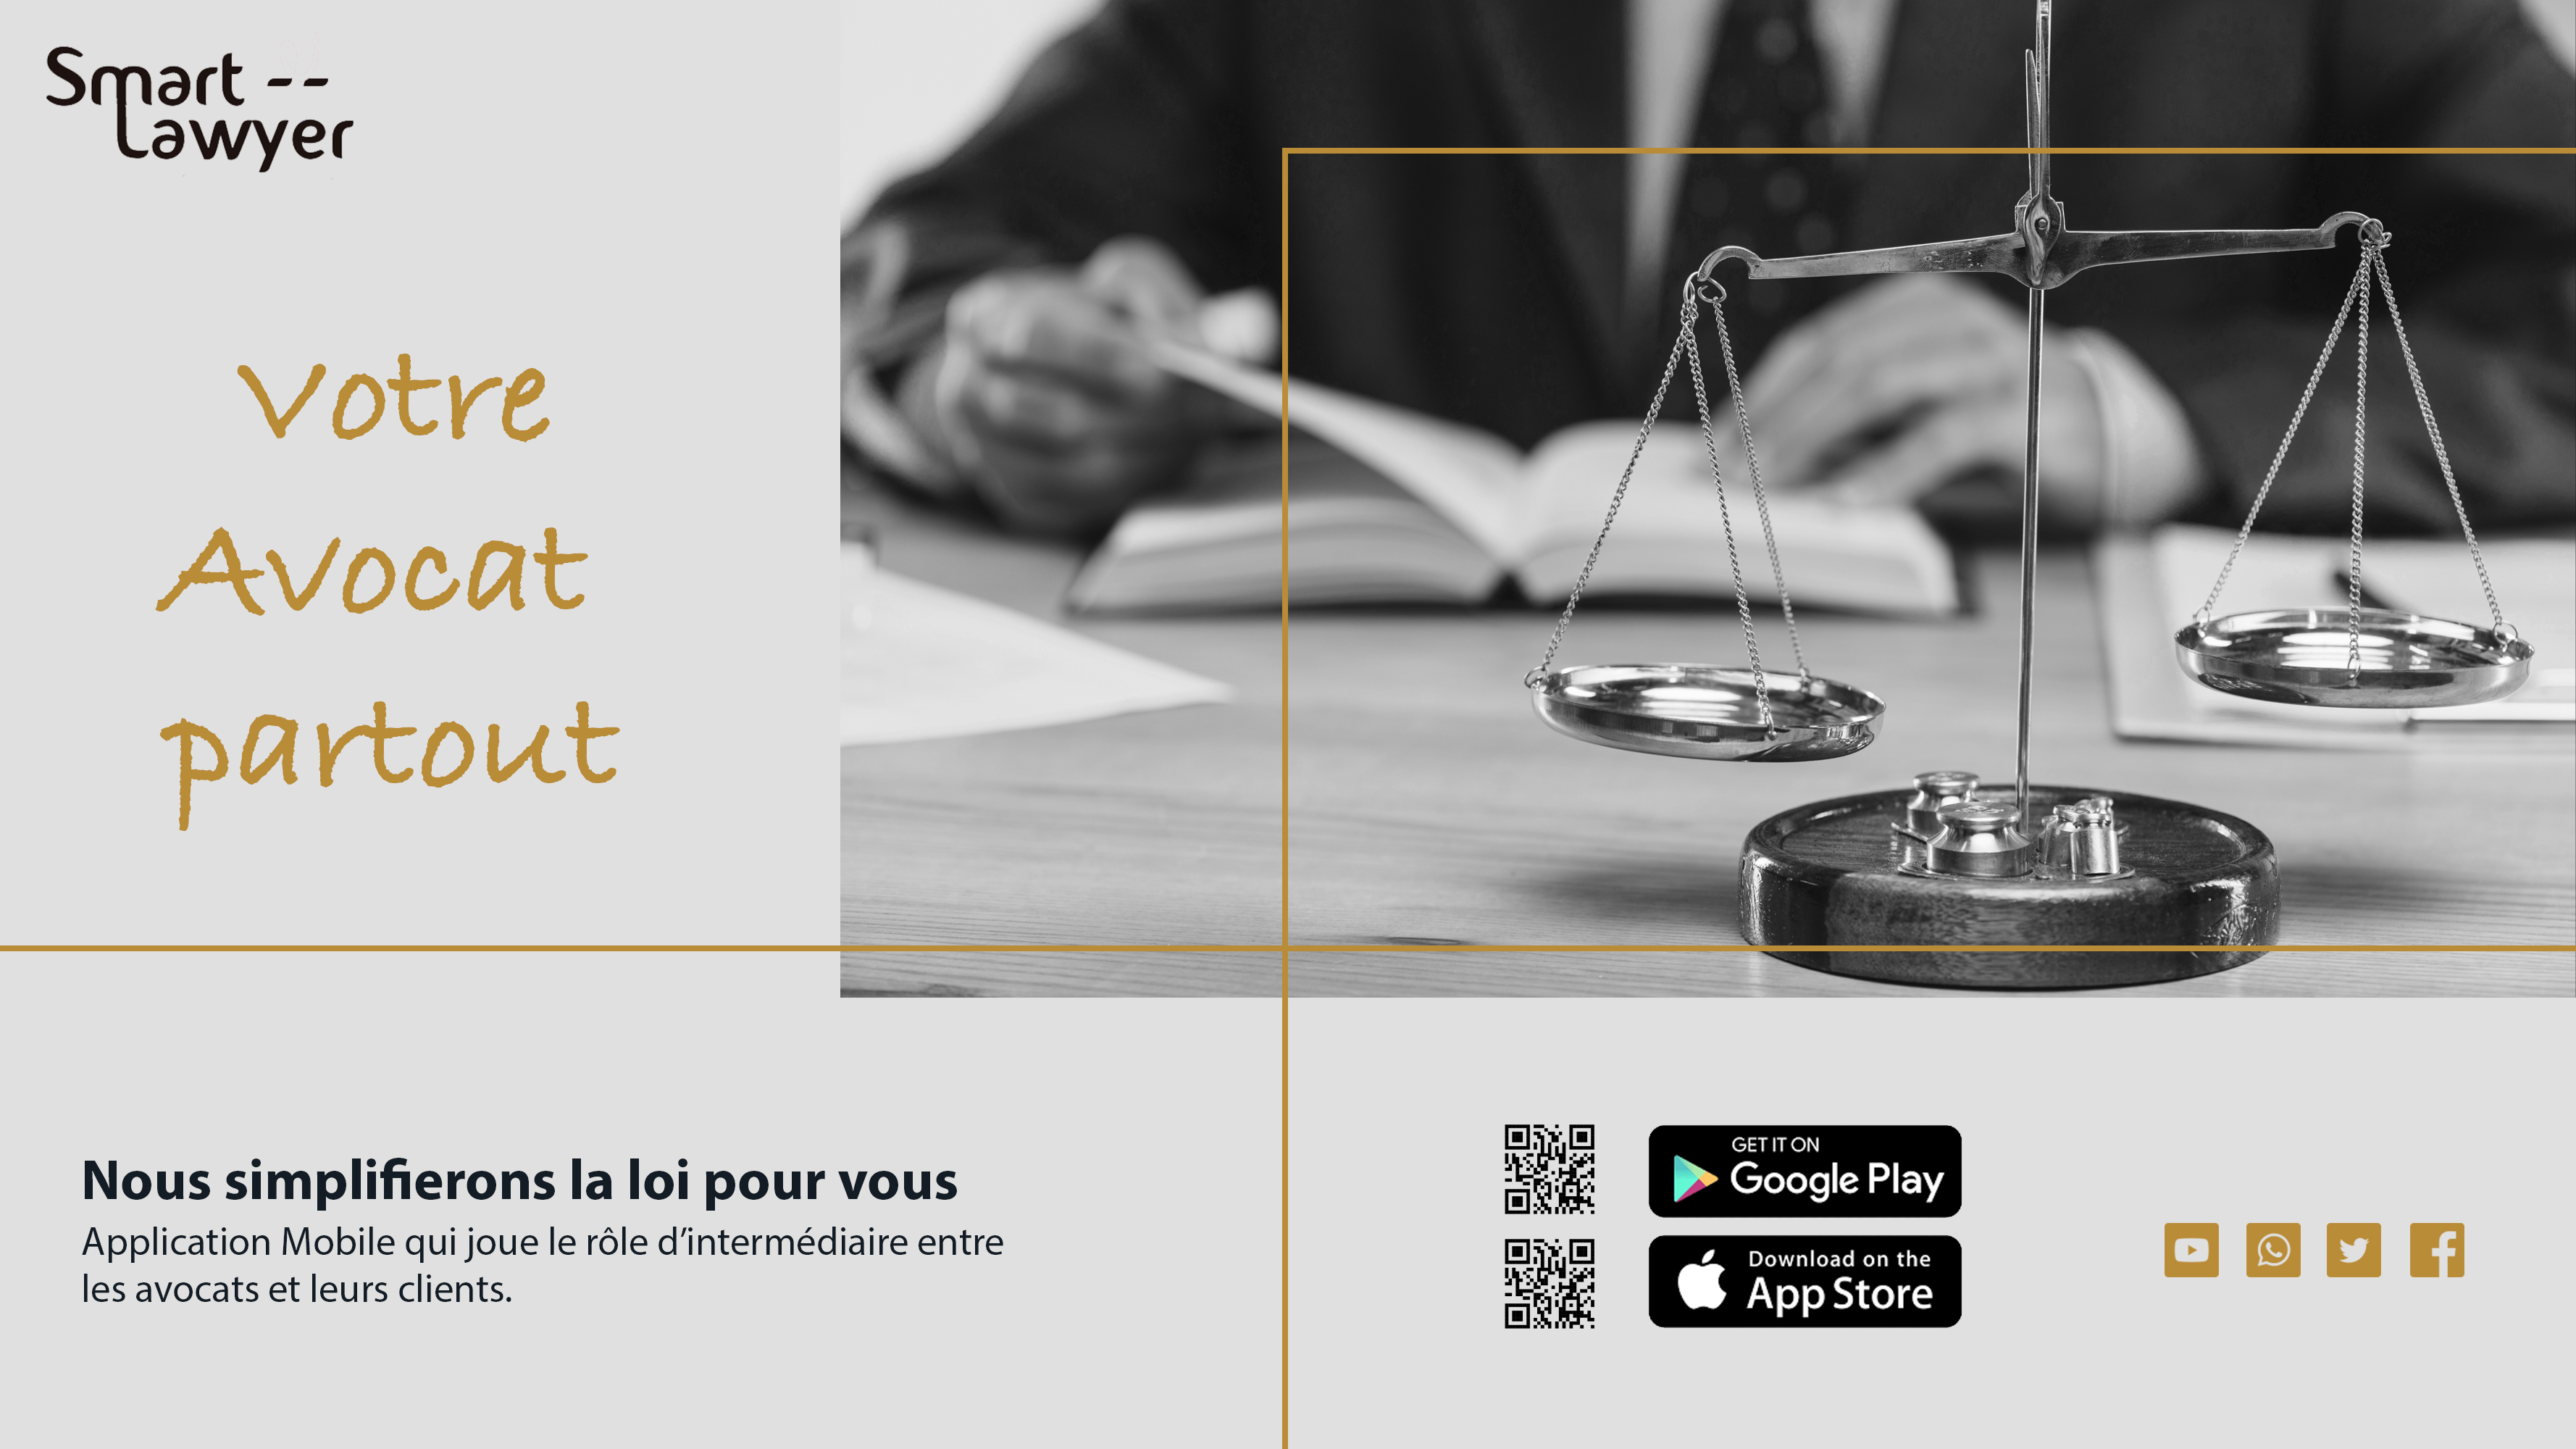 Smart --
Lawyer
Votre
Avocat
partout
Nous simplifierons la loi pour vous
Application Mobile qui joue le rôle d’intermédiaire entre
les avocats et leurs clients.
GET IT ON
Google Play
Download on the
App Store